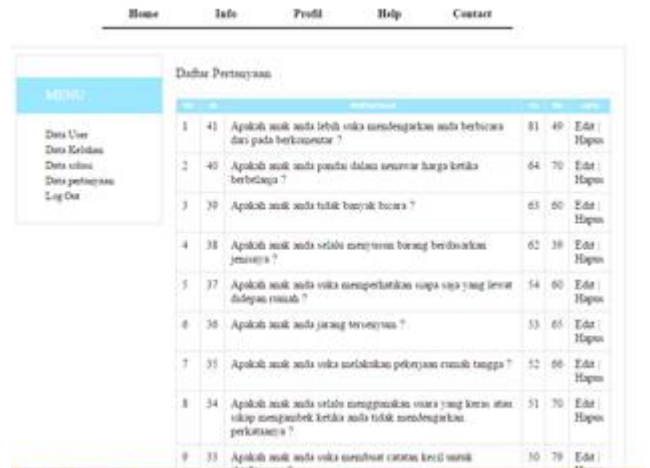 Home Info Profil Help Contact
Daftar Pertanyaan
MENU
Data User
Data Keluhan
Data solusi
Data pertanyaan
Log Out
1 41 Apakah anak anda lebih suka mendengarkan anda berbicara 81 49 Edit |
dari pada berkomentar ? Hapus
2 40 Apakah anak anda pandai dalam menawar harga ketika 64 70 Edit |
berbelanja ? Hapus
3 39 Apakah anak anda tidak banyak bicara ? 63 60 Edit |
Hapus
4 38 Apakah anak anda selalu menyusun barang berdasarkan 62 39 Edit |
jenisnya ? Hapus
5 37 Apakah anak anda suka memperhatikan siapa saja yang lewat 54 60 Edit |
didepan rumah ? Hapus
6 36 Apakah anak anda jarang tersenyum ? 53 65 Edit |
Hapus
7 35 Apakah anak anda suka melakukan pekerjaan rumah tangga ? 52 66 Edit |
Hapus
8 34 Apakah anak anda selalu menggunakan suara yang keras atau 51 70 Edit |
sikap mengambek ketika anda tidak mendengarkan Hapus
perkataanya ?
9 33 Apakah anak anda suka membuat catatan kecil untuk 50 79 Edit |